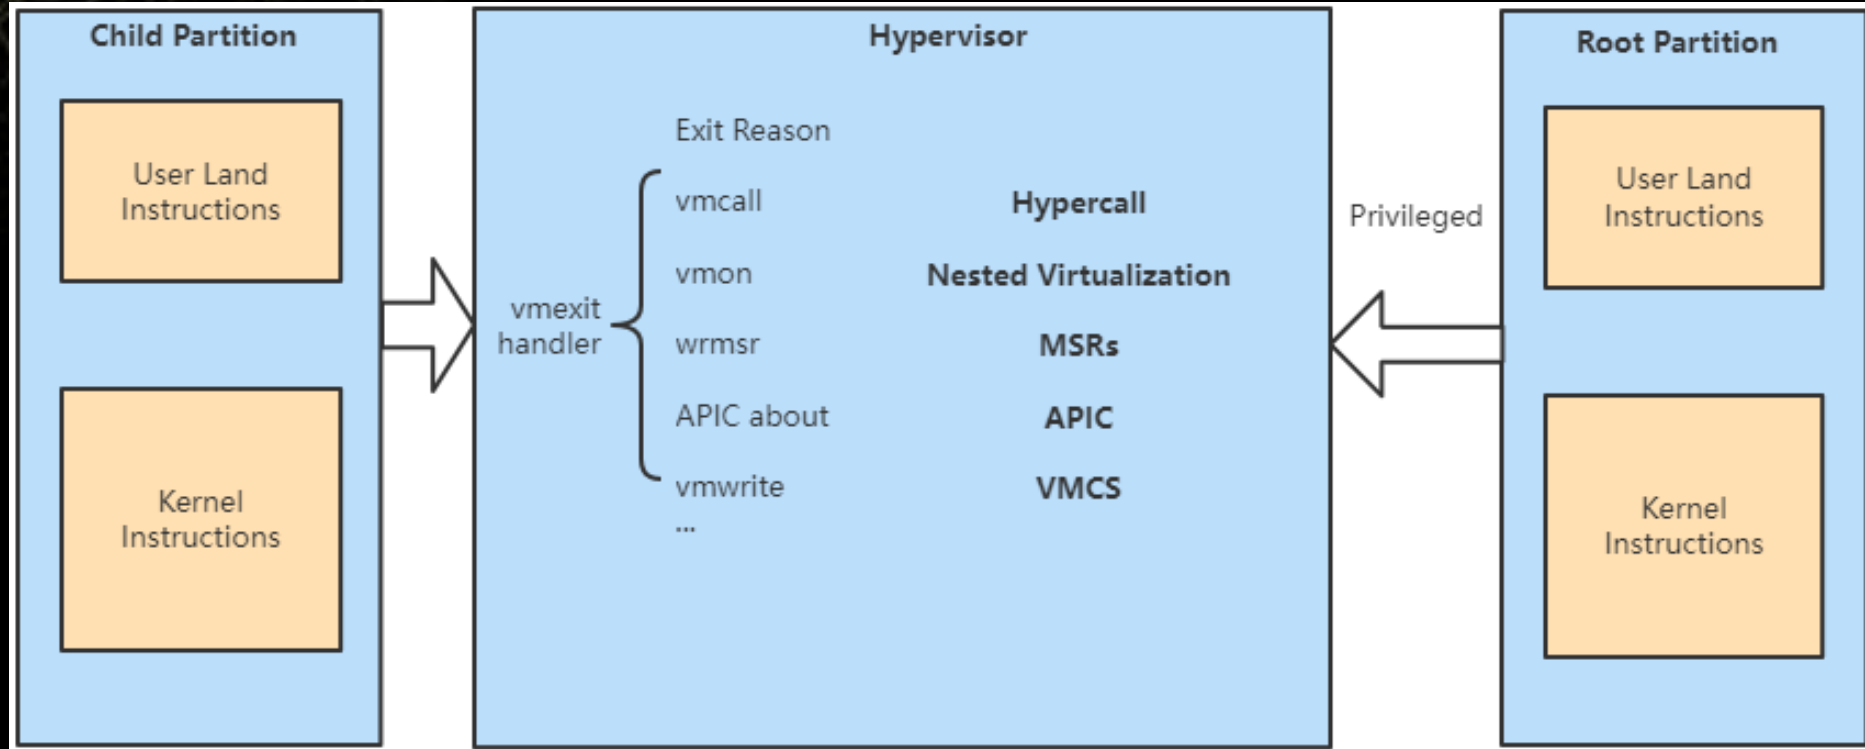 Child Partition
User Land
Instructions
Kernel
Instructions
Hypervisor
Exit Reason
vmcall Hypercall
vmon Nested Virtualization
vmexit
handler
wrmsr MSRs
APIC about APIC
vmwrite VMCS
...
Privileged
Root Partition
User Land
Instructions
Kernel
Instructions